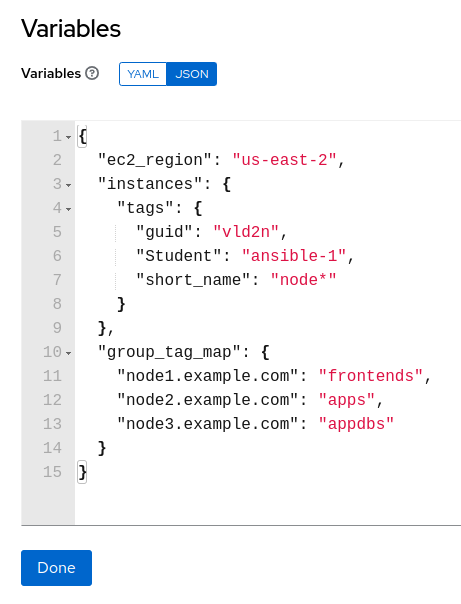 Variables
Variables ? YAML JSON
1 {
2   "ec2_region": "us-east-2",
3   "instances": {
4     "tags": {
5       "guid": "vld2n",
6       "Student": "ansible-1",
7       "short_name": "node*"
8     }
9   },
10   "group_tag_map": {
11     "node1.example.com": "frontends",
12     "node2.example.com": "apps",
13     "node3.example.com": "appdbs"
14   }
15 }
Done